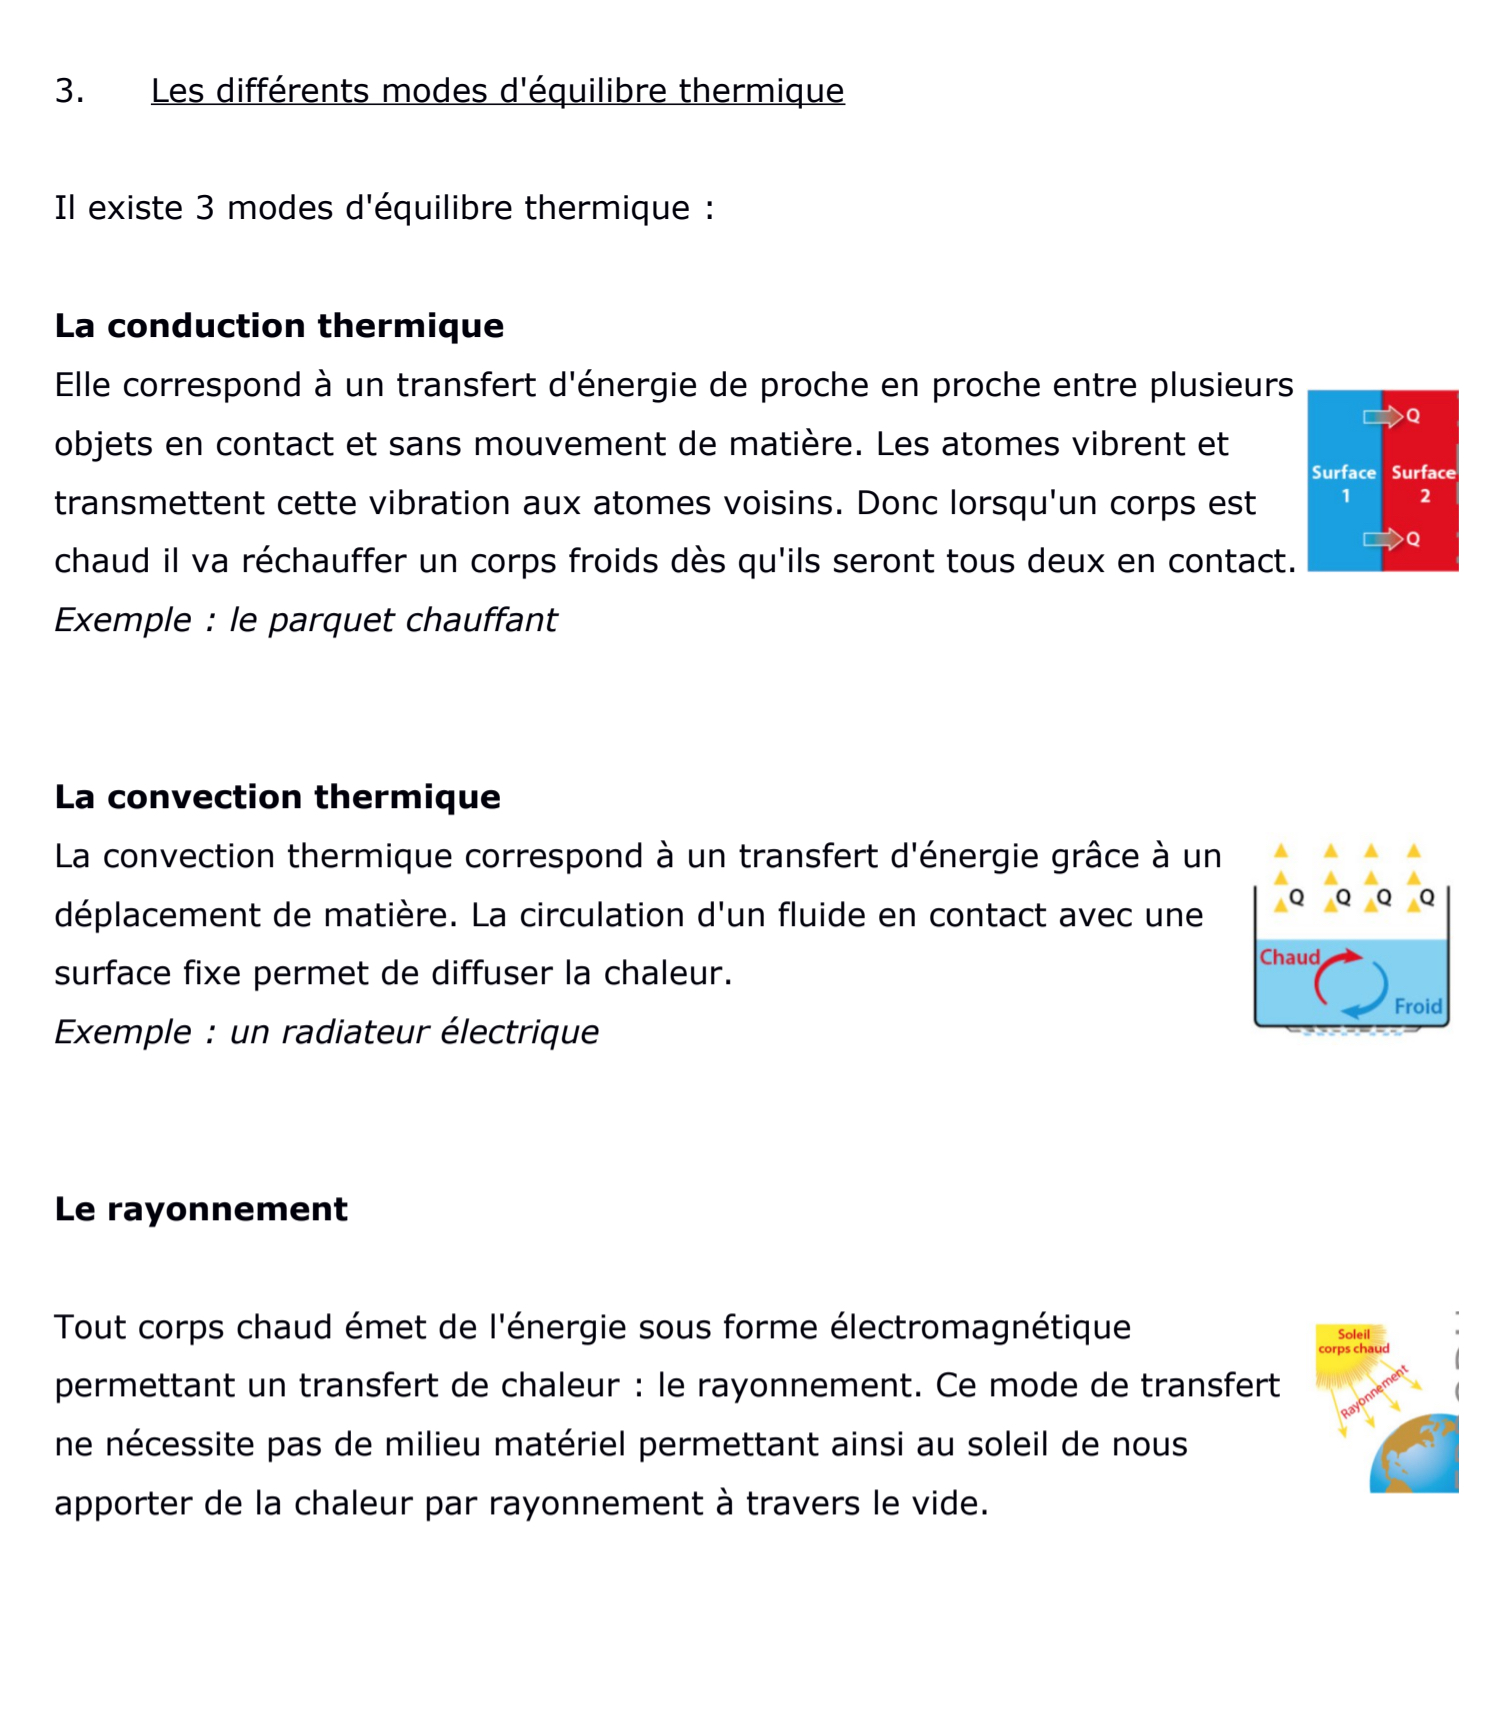 3. Les différents modes d'équilibre thermique
Il existe 3 modes d'équilibre thermique :
La conduction thermique
Elle correspond à un transfert d'énergie de proche en proche entre plusieurs
objets en contact et sans mouvement de matière. Les atomes vibrent et
transmettent cette vibration aux atomes voisins. Donc lorsqu'un corps est
chaud il va réchauffer un corps froids dès qu'ils seront tous deux en contact.
Exemple : le parquet chauffant
Q
Surface 1
Surface 2
Q
La convection thermique
La convection thermique correspond à un transfert d'énergie grâce à un
déplacement de matière. La circulation d'un fluide en contact avec une
surface fixe permet de diffuser la chaleur.
Exemple : un radiateur électrique
Q Q Q Q
Chaud
Froid
Le rayonnement
Tout corps chaud émet de l'énergie sous forme électromagnétique
permettant un transfert de chaleur : le rayonnement. Ce mode de transfert
ne nécessite pas de milieu matériel permettant ainsi au soleil de nous
apporter de la chaleur par rayonnement à travers le vide.
Soleil
corps chaud
Rayonnement